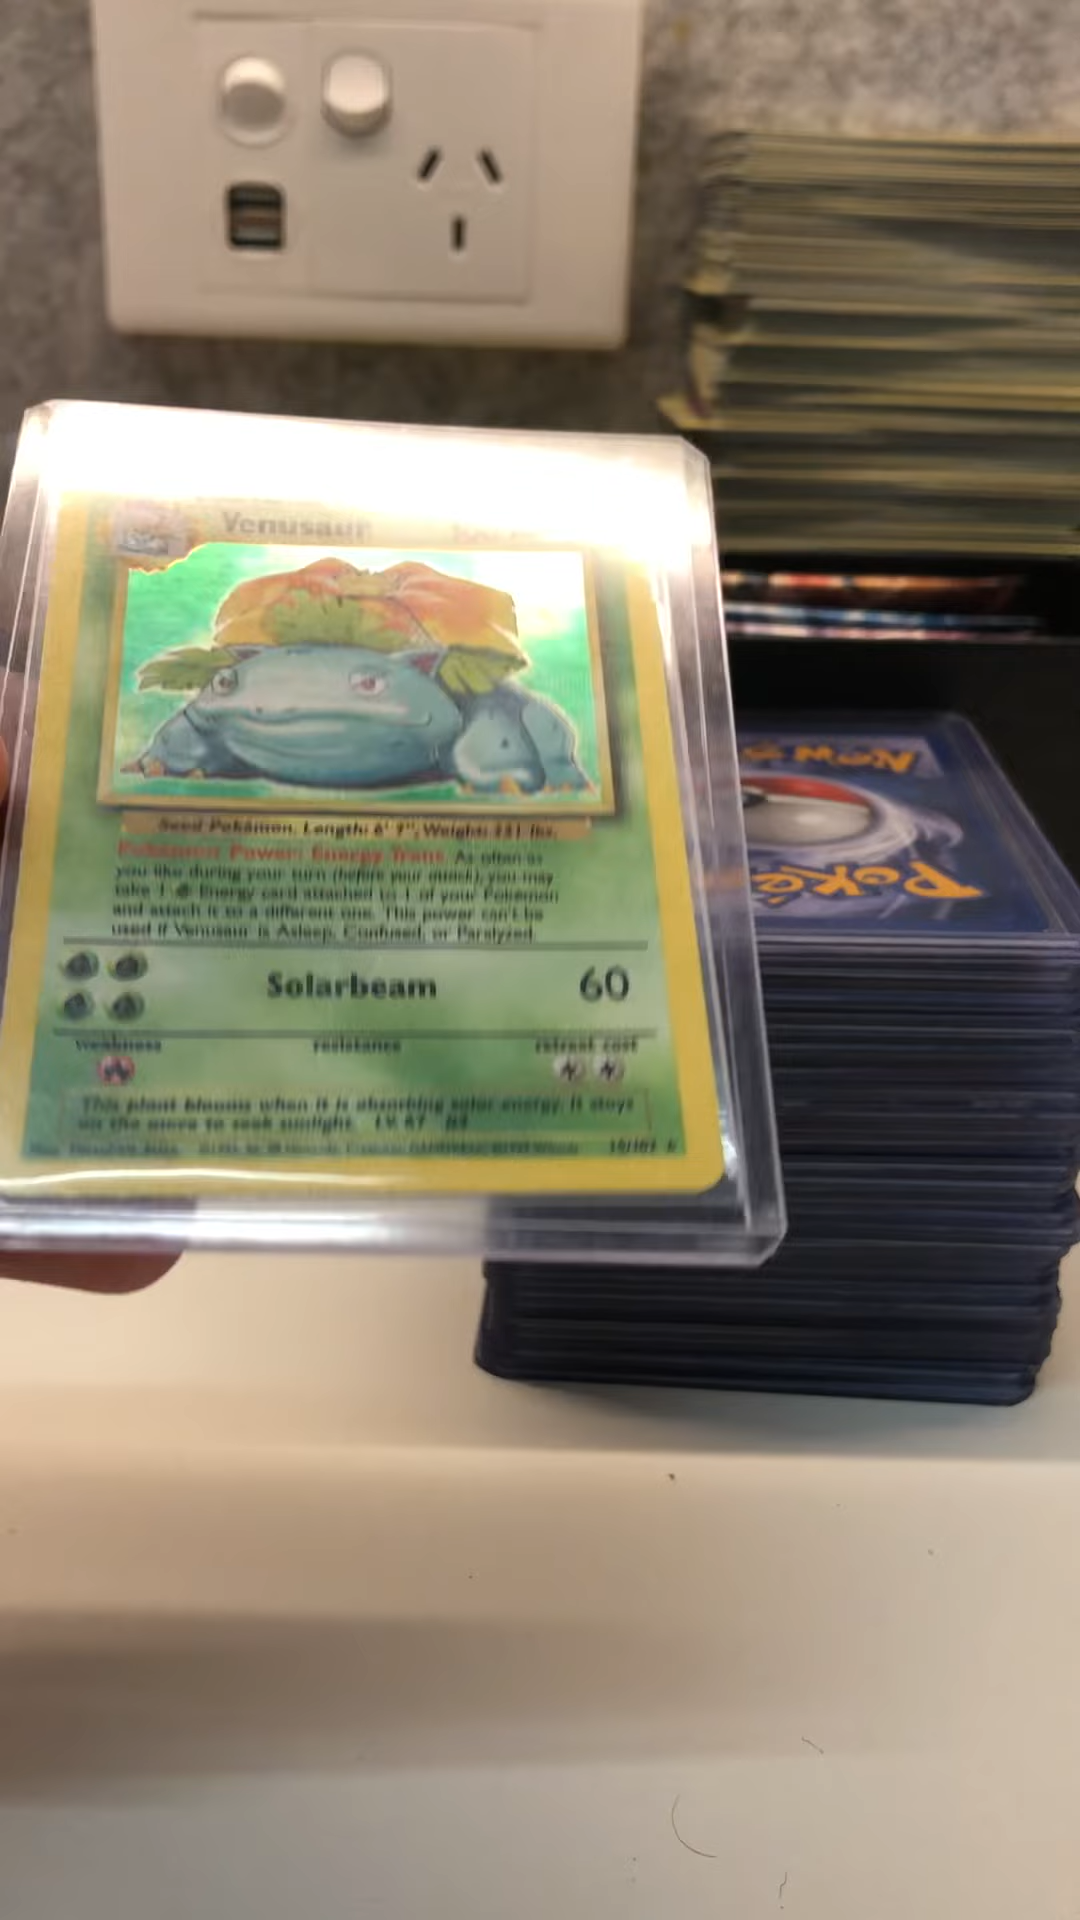 Venusaur
Seed Pokémon. Length: 6' 7", Weight: 221 lbs.
Pokémon Power: Energy Trans As often as
you like during your turn (before your attack), you may
take 1 Energy card attached to 1 of your Pokémon
and attach it to a different one. This power can't be
used if Venusaur is Asleep, Confused, or Paralyzed.
Solarbeam 60
weakness resistance retreat cost
This plant blooms when it is absorbing solar energy. It stays
on the move to seek sunlight. LV. 67
Pokémon